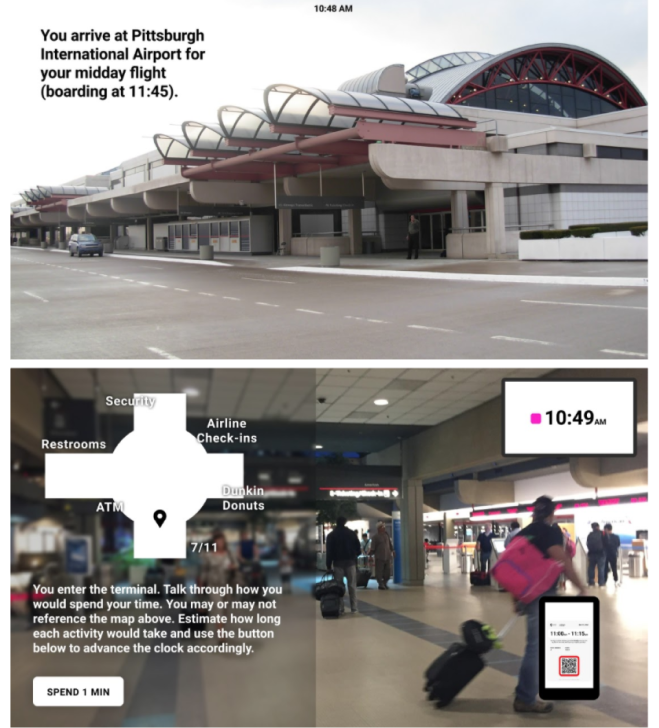 10:48 AM
You arrive at Pittsburgh
International Airport for
your midday flight
(boarding at 11:45).
Security
Airline
Check-ins
Restrooms
Dunkin
Donuts
ATM
7/11
10:49AM
You enter the terminal. Talk through how you
would spend your time. You may or may not
reference the map above. Estimate how long
each activity would take and use the button
below to advance the clock accordingly.
SPEND 1 MIN